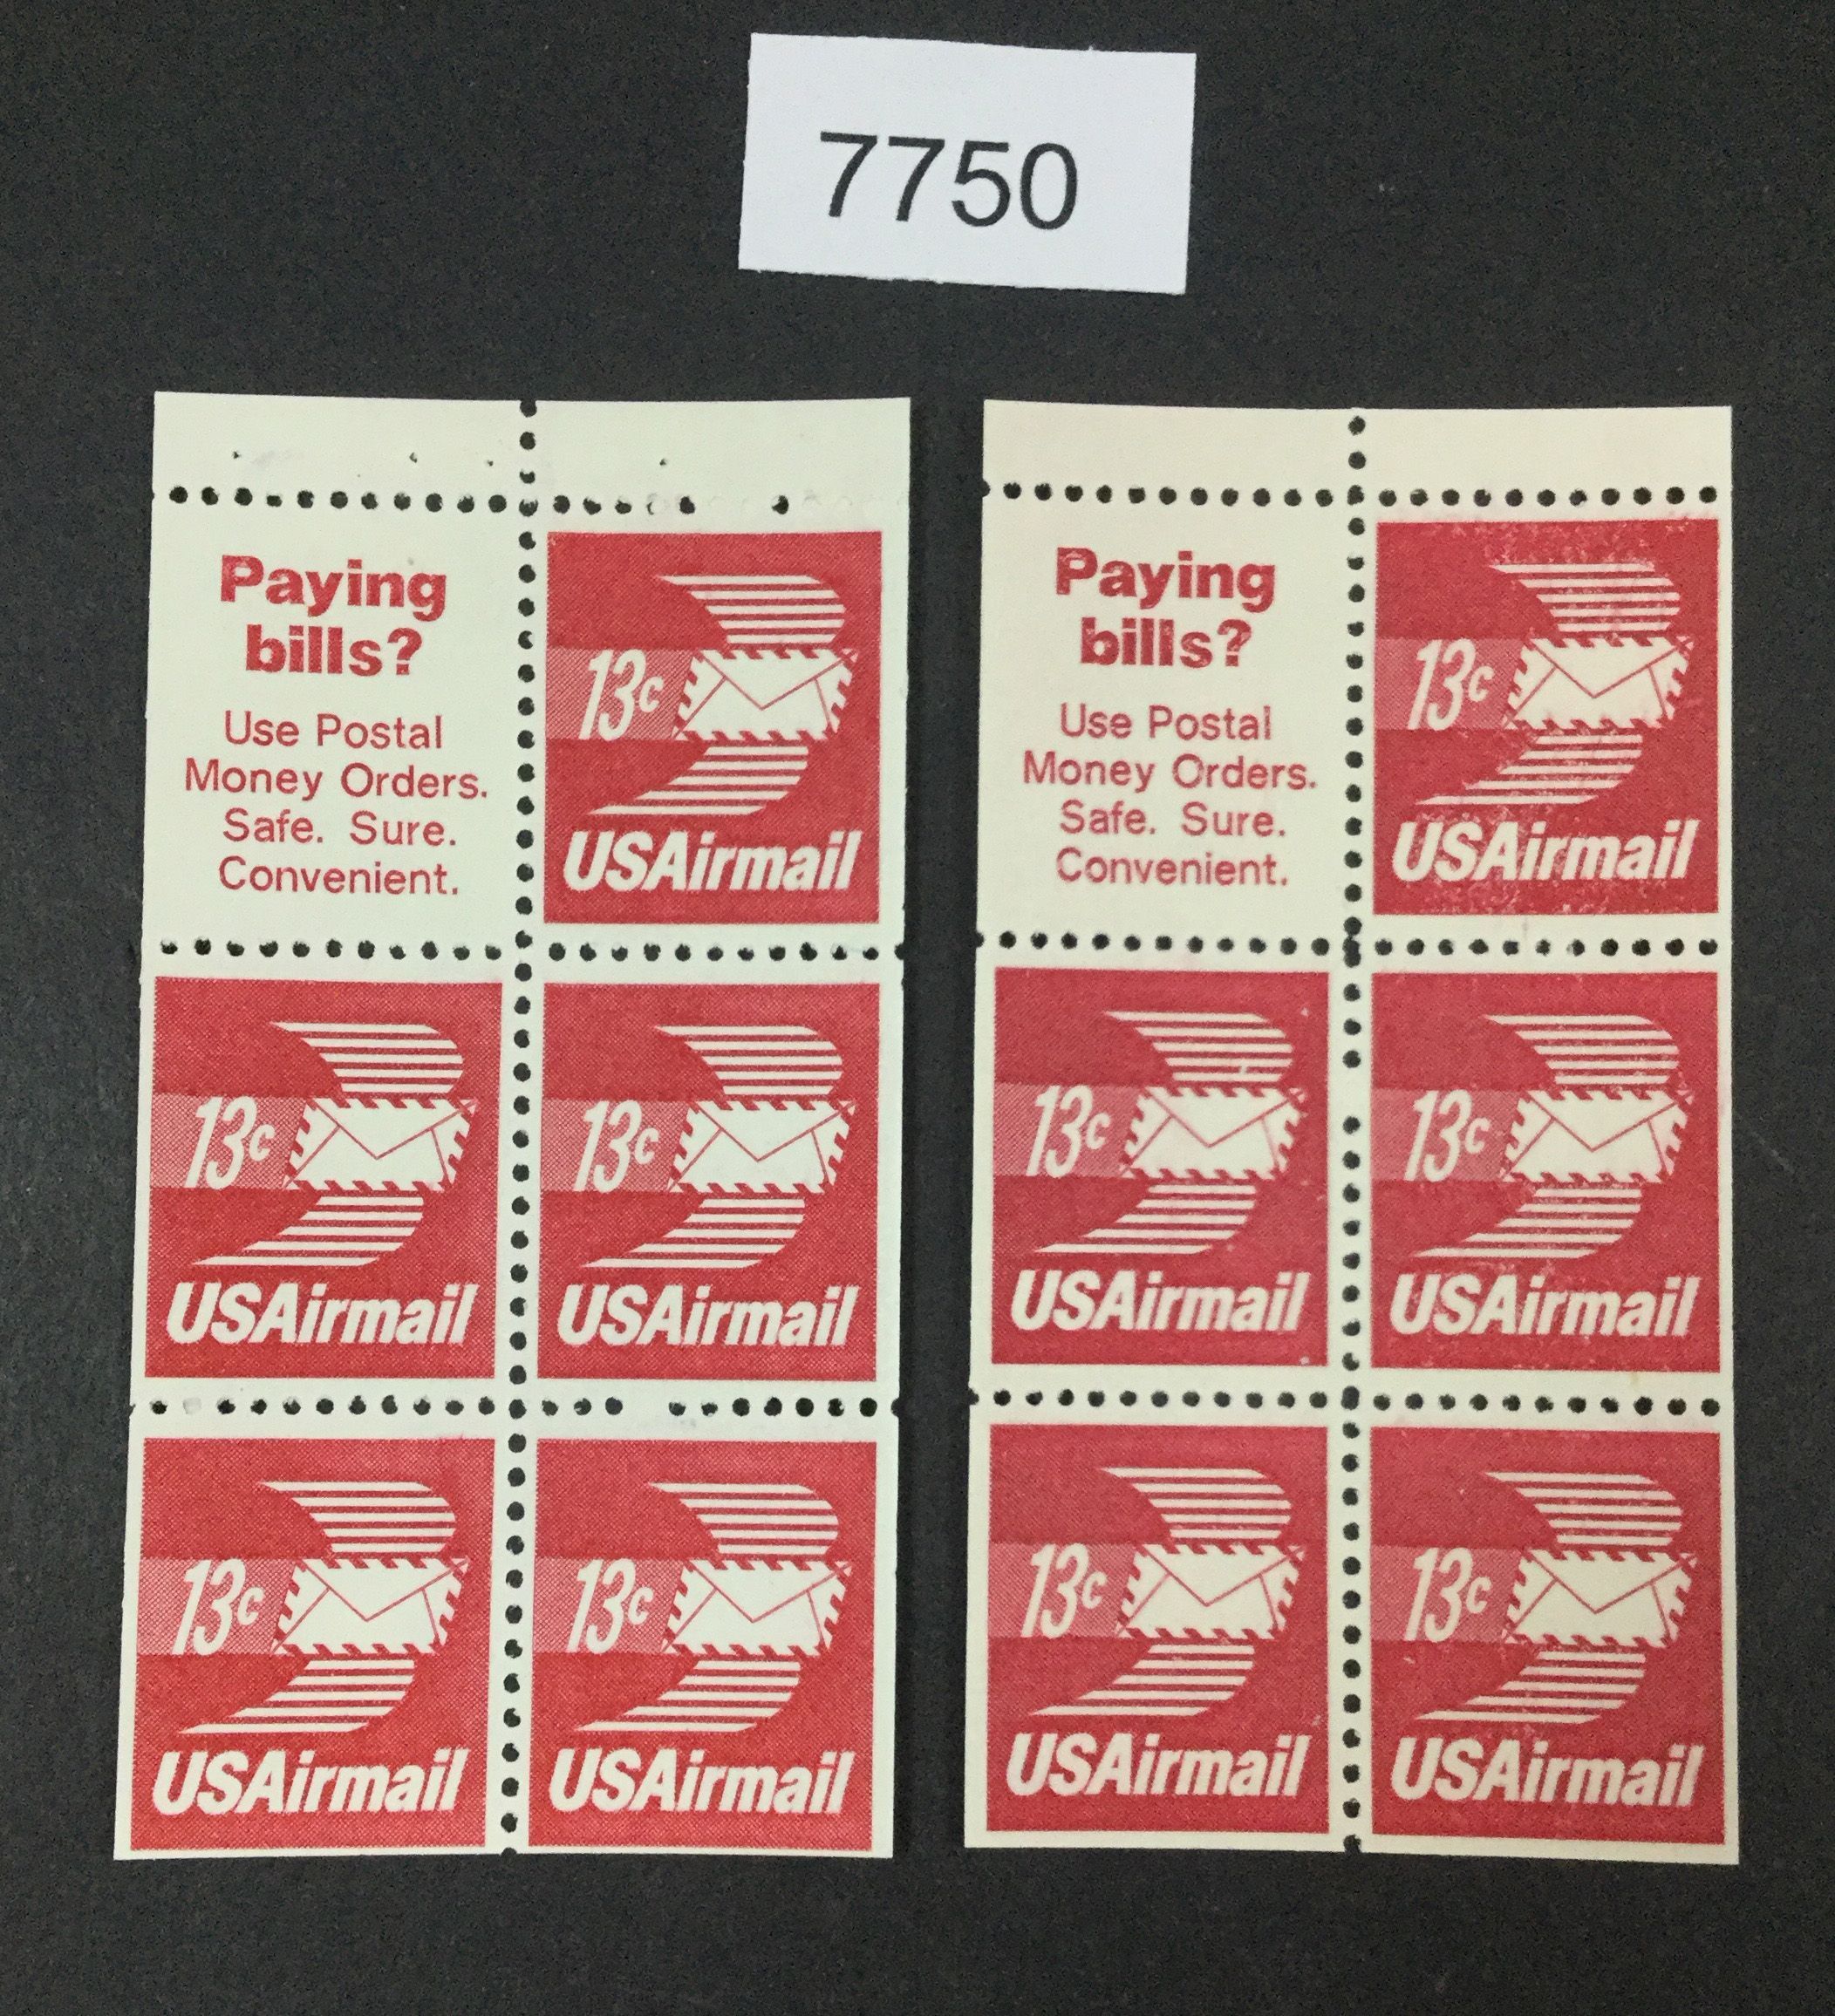 7750
Paying
bills?
Use Postal
Money Orders.
Safe. Sure.
Convenient.
13c
USAirmail
13c
USAirmail
13c
USAirmail
13c
USAirmail
13c
USAirmail
Paying
bills?
Use Postal
Money Orders.
Safe. Sure.
Convenient.
13c
USAirmail
13c
USAirmail
13c
USAirmail
13c
USAirmail
13c
USAirmail